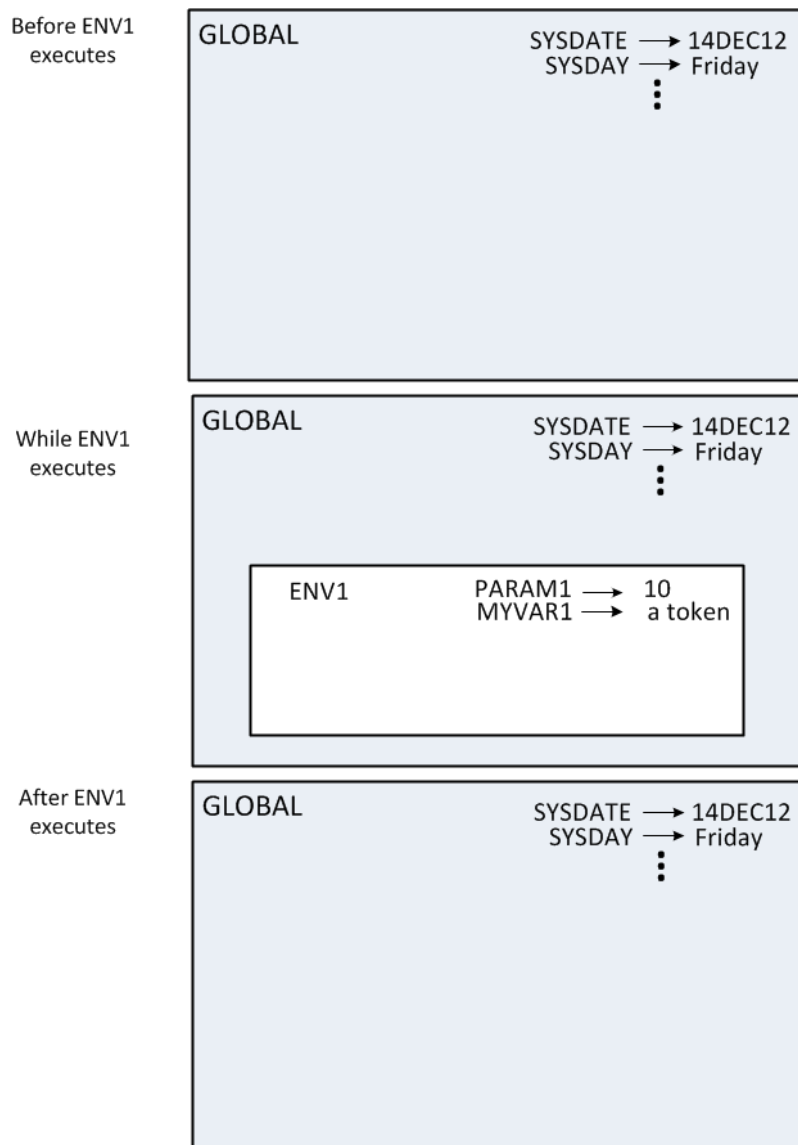 Before ENV1
executes
GLOBAL
SYSDATE → 14DEC12
SYSDAY → Friday
While ENV1
executes
GLOBAL
SYSDATE → 14DEC12
SYSDAY → Friday
ENV1
PARAM1 → 10
MYVAR1 → a token
After ENV1
executes
GLOBAL
SYSDATE → 14DEC12
SYSDAY → Friday